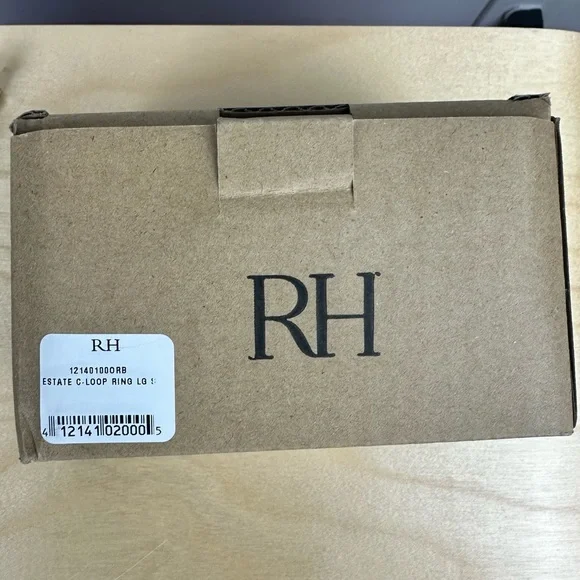 RH
RH
12140100ORB
ESTATE C-LOOP RING LG
4 12141 02000 5